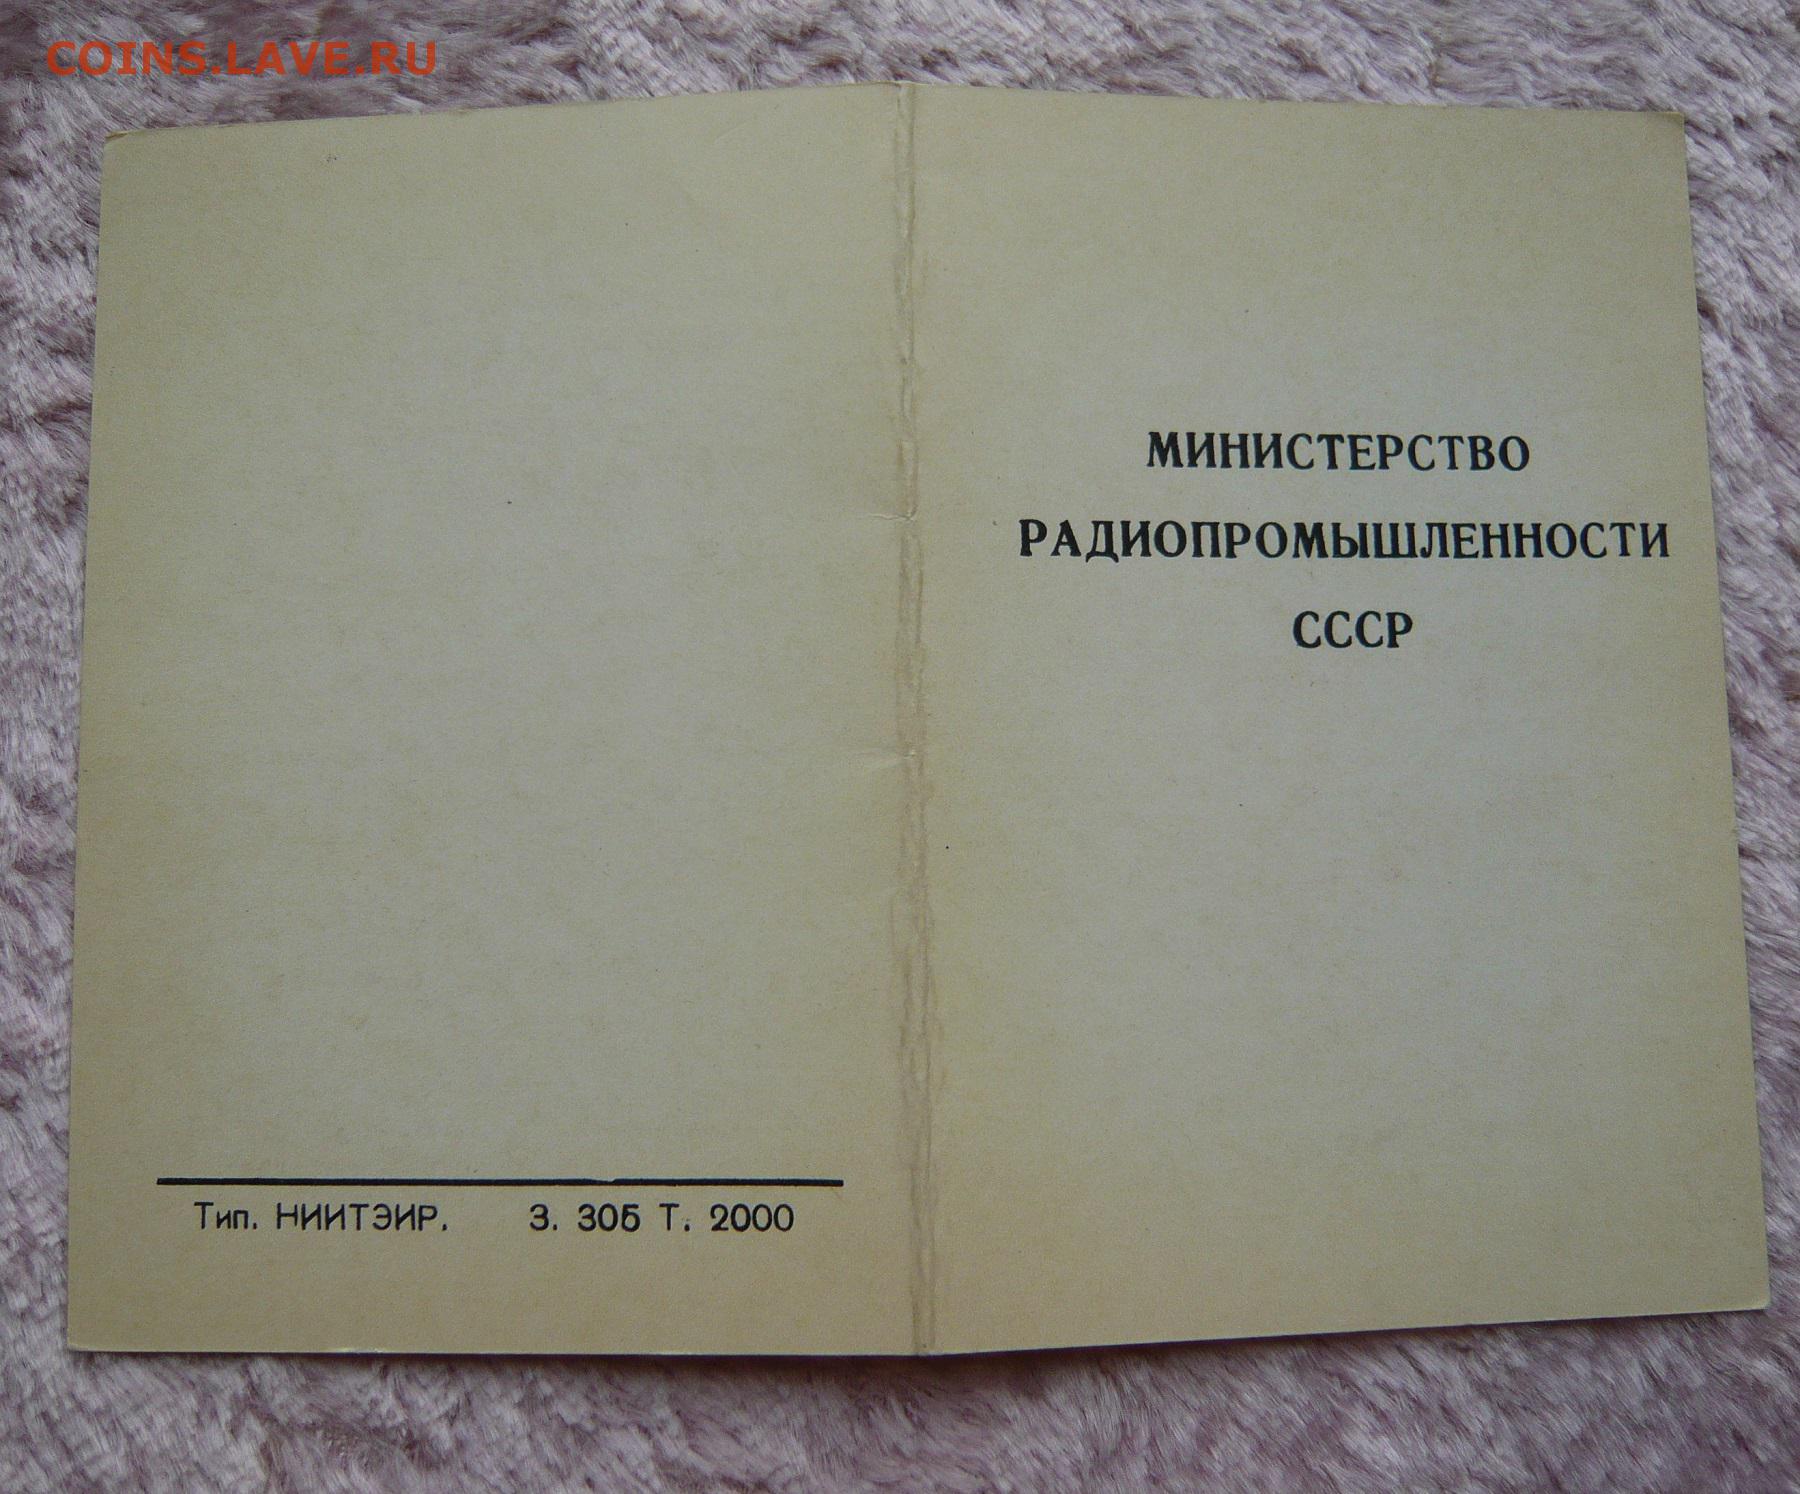 COINS.LAVE.RU
МИНИСТЕРСТВО
РАДИОПРОМЫШЛЕННОСТИ
СССР
Тип. НИИТЭИР. З. 305 Т. 2000